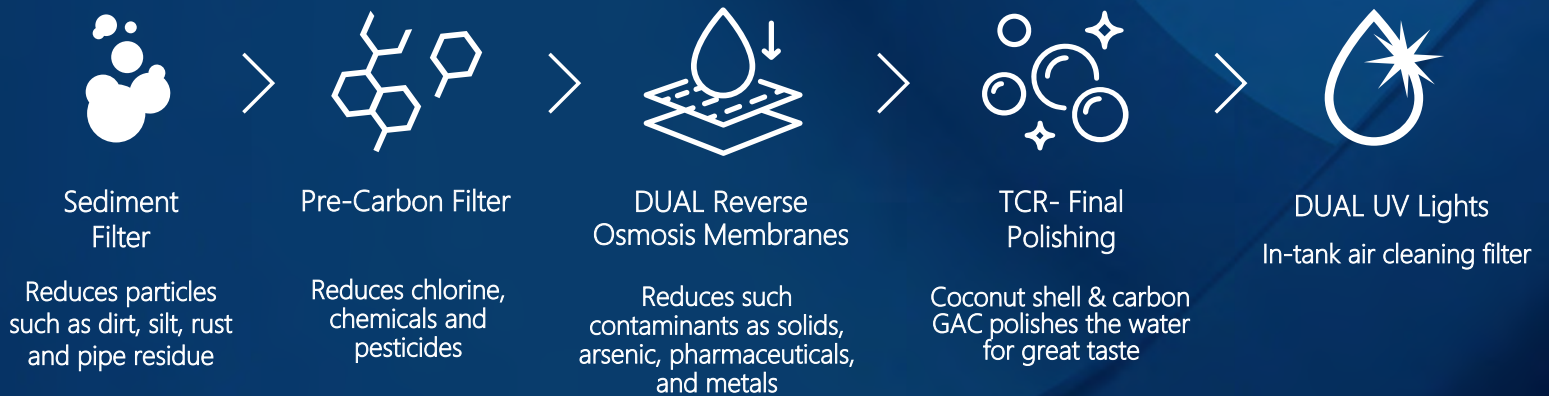 Sediment
Filter
Reduces particles
such as dirt, silt, rust
and pipe residue
Pre-Carbon Filter
Reduces chlorine,
chemicals and
pesticides
DUAL Reverse
Osmosis Membranes
Reduces such
contaminants as solids,
arsenic, pharmaceuticals,
and metals
TCR- Final
Polishing
Coconut shell & carbon
GAC polishes the water
for great taste
DUAL UV Lights
In-tank air cleaning filter